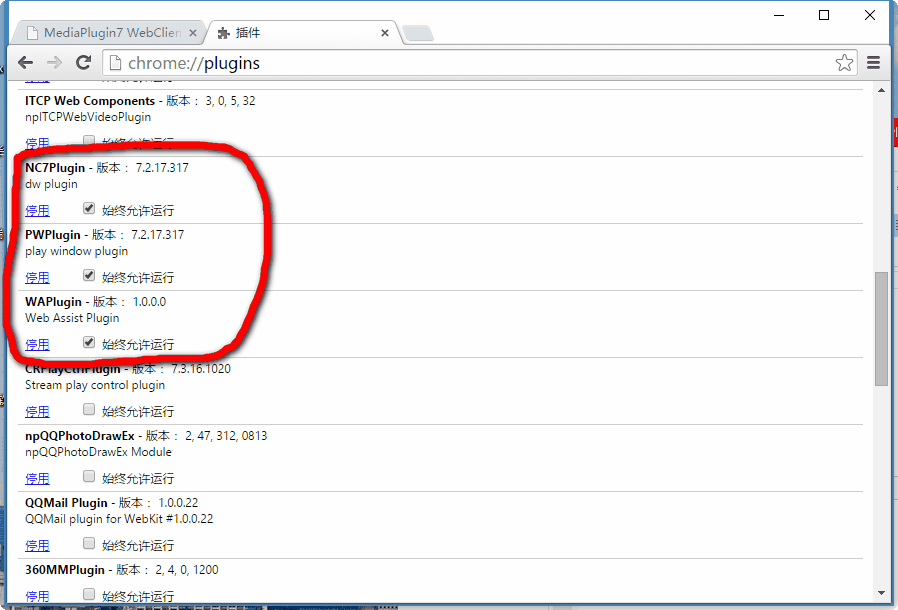 MediaPlugin7 WebClien
插件
chrome://plugins
ITCP Web Components - 版本： 3, 0, 5, 32
npITCPWebVideoPlugin
停用 始终允许运行
NC7Plugin - 版本： 7.2.17.317
dw plugin
停用 始终允许运行
PWPlugin - 版本： 7.2.17.317
play window plugin
停用 始终允许运行
WAPlugin - 版本： 1.0.0.0
Web Assist Plugin
停用 始终允许运行
CRPlayCtrlPlugin - 版本： 7.3.16.1020
Stream play control plugin
停用 始终允许运行
npQQPhotoDrawEx - 版本： 2, 47, 312, 0813
npQQPhotoDrawEx Module
停用 始终允许运行
QQMail Plugin - 版本： 1.0.0.22
QQMail plugin for WebKit #1.0.0.22
停用 始终允许运行
360MMPlugin - 版本： 2, 4, 0, 1200
停用 始终允许运行